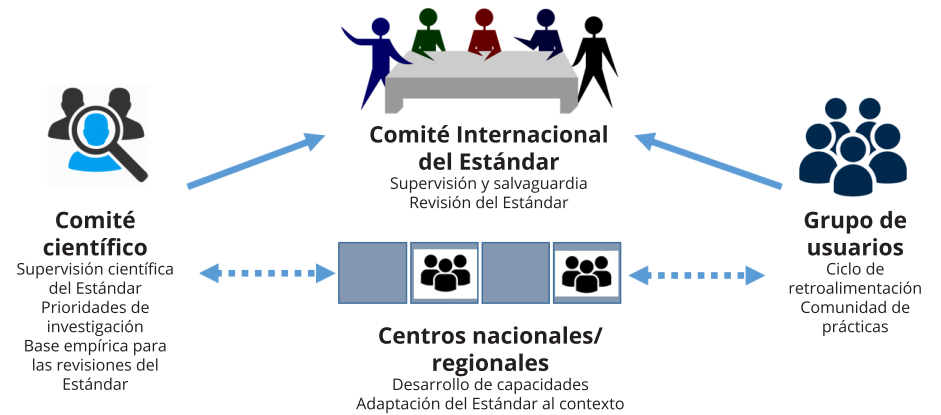 Comité Internacional
del Estándar
Supervisión y salvaguardia
Revisión del Estándar
Comité
científico
Supervisión científica
del Estándar
Prioridades de
investigación
Base empírica para
las revisiones del
Estándar
Grupo de
usuarios
Ciclo de
retroalimentación
Comunidad de
prácticas
Centros nacionales/
regionales
Desarrollo de capacidades
Adaptación del Estándar al contexto